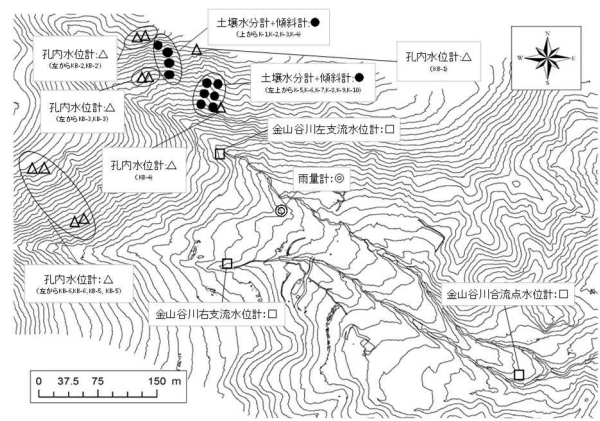 土壌水分計+傾斜計:●
(上からK-1,K-2,K-3,K-4)
孔内水位計:△
(左からKB-2,KB-2')
孔内水位計:△
(KB-1)
N
W
E
S
土壌水分計+傾斜計:●
(左上からK-5,K-6,K-7,K-8,K-9,K-10)
孔内水位計:△
(左からKB-3,KB-3')
金山谷川左支流水位計:□
孔内水位計:△
(KB-4)
雨量計:◎
孔内水位計:△
(左からKB-6,KB-6',KB-5,KB-5')
金山谷川合流点水位計:□
金山谷川右支流水位計:□
0 37.5 75 150 m